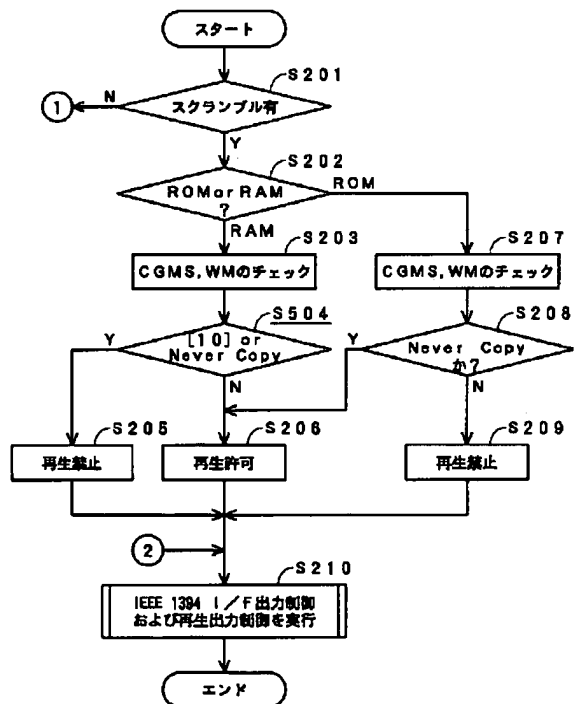 スタート
S201
N
1
スクランブル有
Y
S202
ROM or RAM
?
ROM
RAM
S203
CGMS, WMのチェック
S207
CGMS, WMのチェック
S504
Y
[10] or
Never Copy
N
S208
Y
Never Copy
か?
N
S205
再生禁止
S206
再生許可
S209
再生禁止
2
S210
IEEE 1394 I/F出力制御
および再生出力制御を実行
エンド